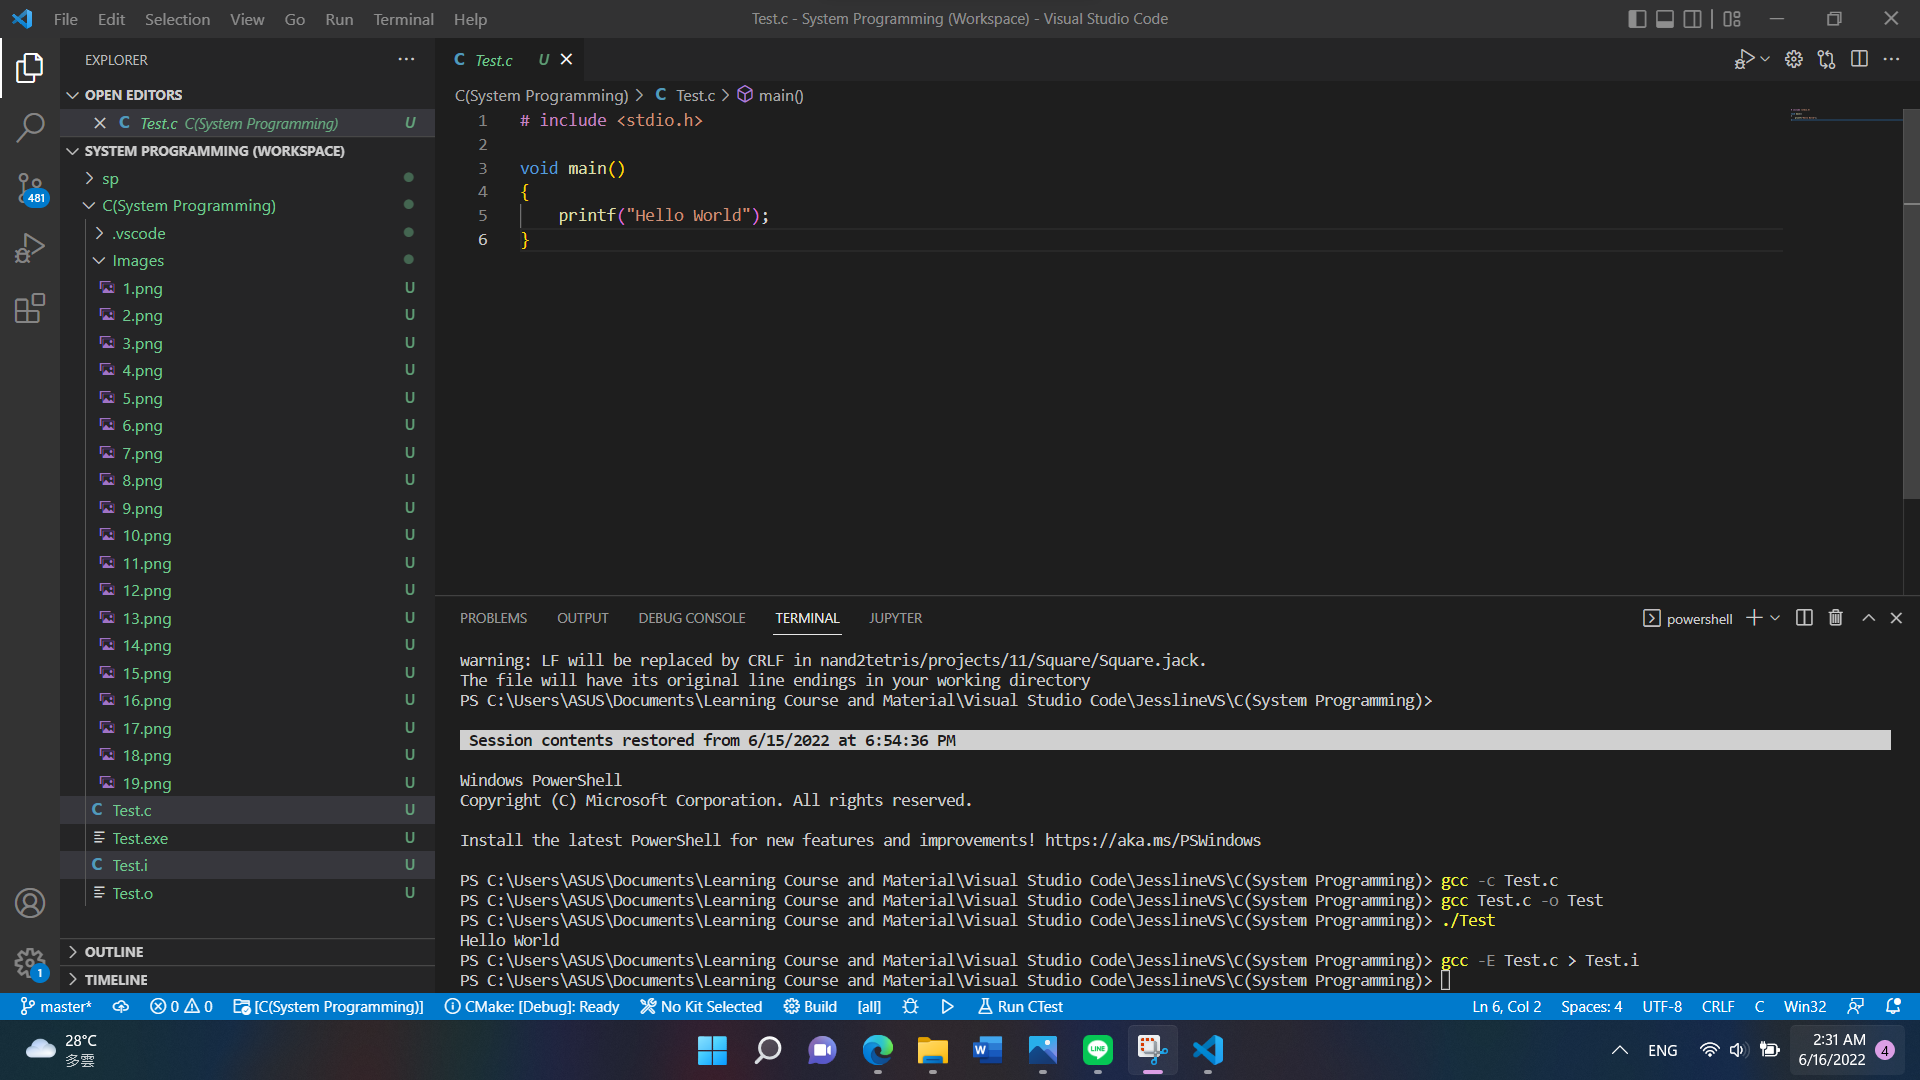 File Edit Selection View Go Run Terminal Help
Test.c - System Programming (Workspace) - Visual Studio Code
EXPLORER
OPEN EDITORS
Test.c C(System Programming) U
SYSTEM PROGRAMMING (WORKSPACE)
sp
C(System Programming)
.vscode
Images
1.png U
2.png U
3.png U
4.png U
5.png U
6.png U
7.png U
8.png U
9.png U
10.png U
11.png U
12.png U
13.png U
14.png U
15.png U
16.png U
17.png U
18.png U
19.png U
Test.c U
Test.exe U
Test.i U
Test.o U
OUTLINE
TIMELINE
481
1
C Test.c U
C(System Programming) > C Test.c > main()
1 # include <stdio.h>
2
3 void main()
4 {
5 printf("Hello World");
6 }
PROBLEMS OUTPUT DEBUG CONSOLE TERMINAL JUPYTER
powershell
warning: LF will be replaced by CRLF in nand2tetris/projects/11/Square/Square.jack.
The file will have its original line endings in your working directory
PS C:\Users\ASUS\Documents\Learning Course and Material\Visual Studio Code\JesslineVS\C(System Programming)>
Session contents restored from 6/15/2022 at 6:54:36 PM
Windows PowerShell
Copyright (C) Microsoft Corporation. All rights reserved.
Install the latest PowerShell for new features and improvements! https://aka.ms/PSWindows
PS C:\Users\ASUS\Documents\Learning Course and Material\Visual Studio Code\JesslineVS\C(System Programming)> gcc -c Test.c
PS C:\Users\ASUS\Documents\Learning Course and Material\Visual Studio Code\JesslineVS\C(System Programming)> gcc Test.c -o Test
PS C:\Users\ASUS\Documents\Learning Course and Material\Visual Studio Code\JesslineVS\C(System Programming)> ./Test
Hello World
PS C:\Users\ASUS\Documents\Learning Course and Material\Visual Studio Code\JesslineVS\C(System Programming)> gcc -E Test.c > Test.i
PS C:\Users\ASUS\Documents\Learning Course and Material\Visual Studio Code\JesslineVS\C(System Programming)>
master* 0 0 [C(System Programming)] CMake: [Debug]: Ready No Kit Selected Build [all] Run CTest
Ln 6, Col 2 Spaces: 4 UTF-8 CRLF C Win32
28°C
多雲
LINE
ENG
2:31 AM
6/16/2022
4